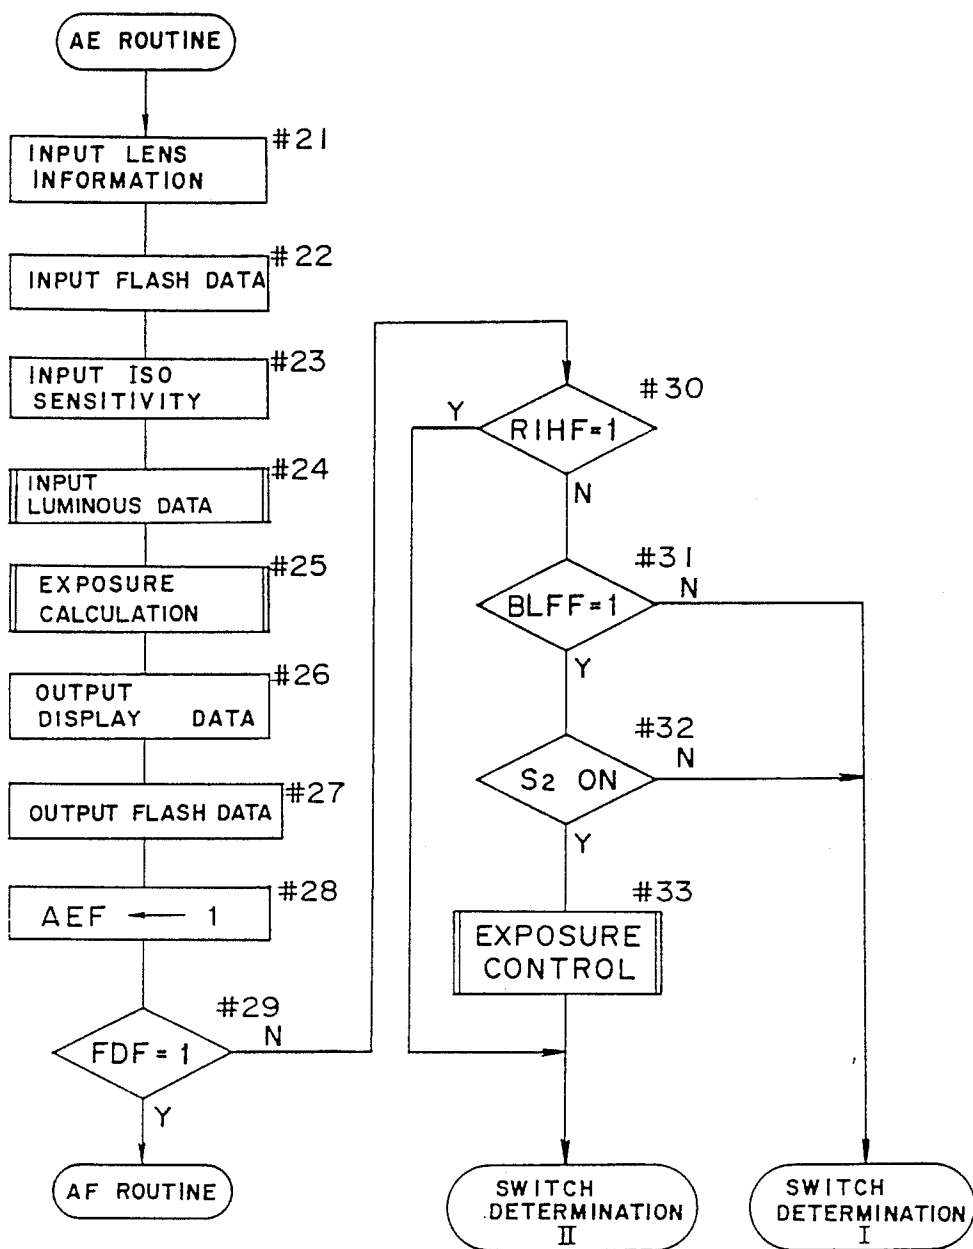 AE ROUTINE
#21
INPUT LENS
INFORMATION
#22
INPUT FLASH DATA
#23
INPUT ISO
SENSITIVITY
#24
INPUT
LUMINOUS DATA
#25
EXPOSURE
CALCULATION
#26
OUTPUT
DISPLAY DATA
#27
OUTPUT FLASH DATA
#28
AEF ← 1
#29
FDF = 1
N
Y
AF ROUTINE
#30
RIHF=1
Y
N
#31
BLFF=1
N
Y
#32
S2 ON
N
Y
#33
EXPOSURE
CONTROL
SWITCH
DETERMINATION
II
SWITCH
DETERMINATION
I